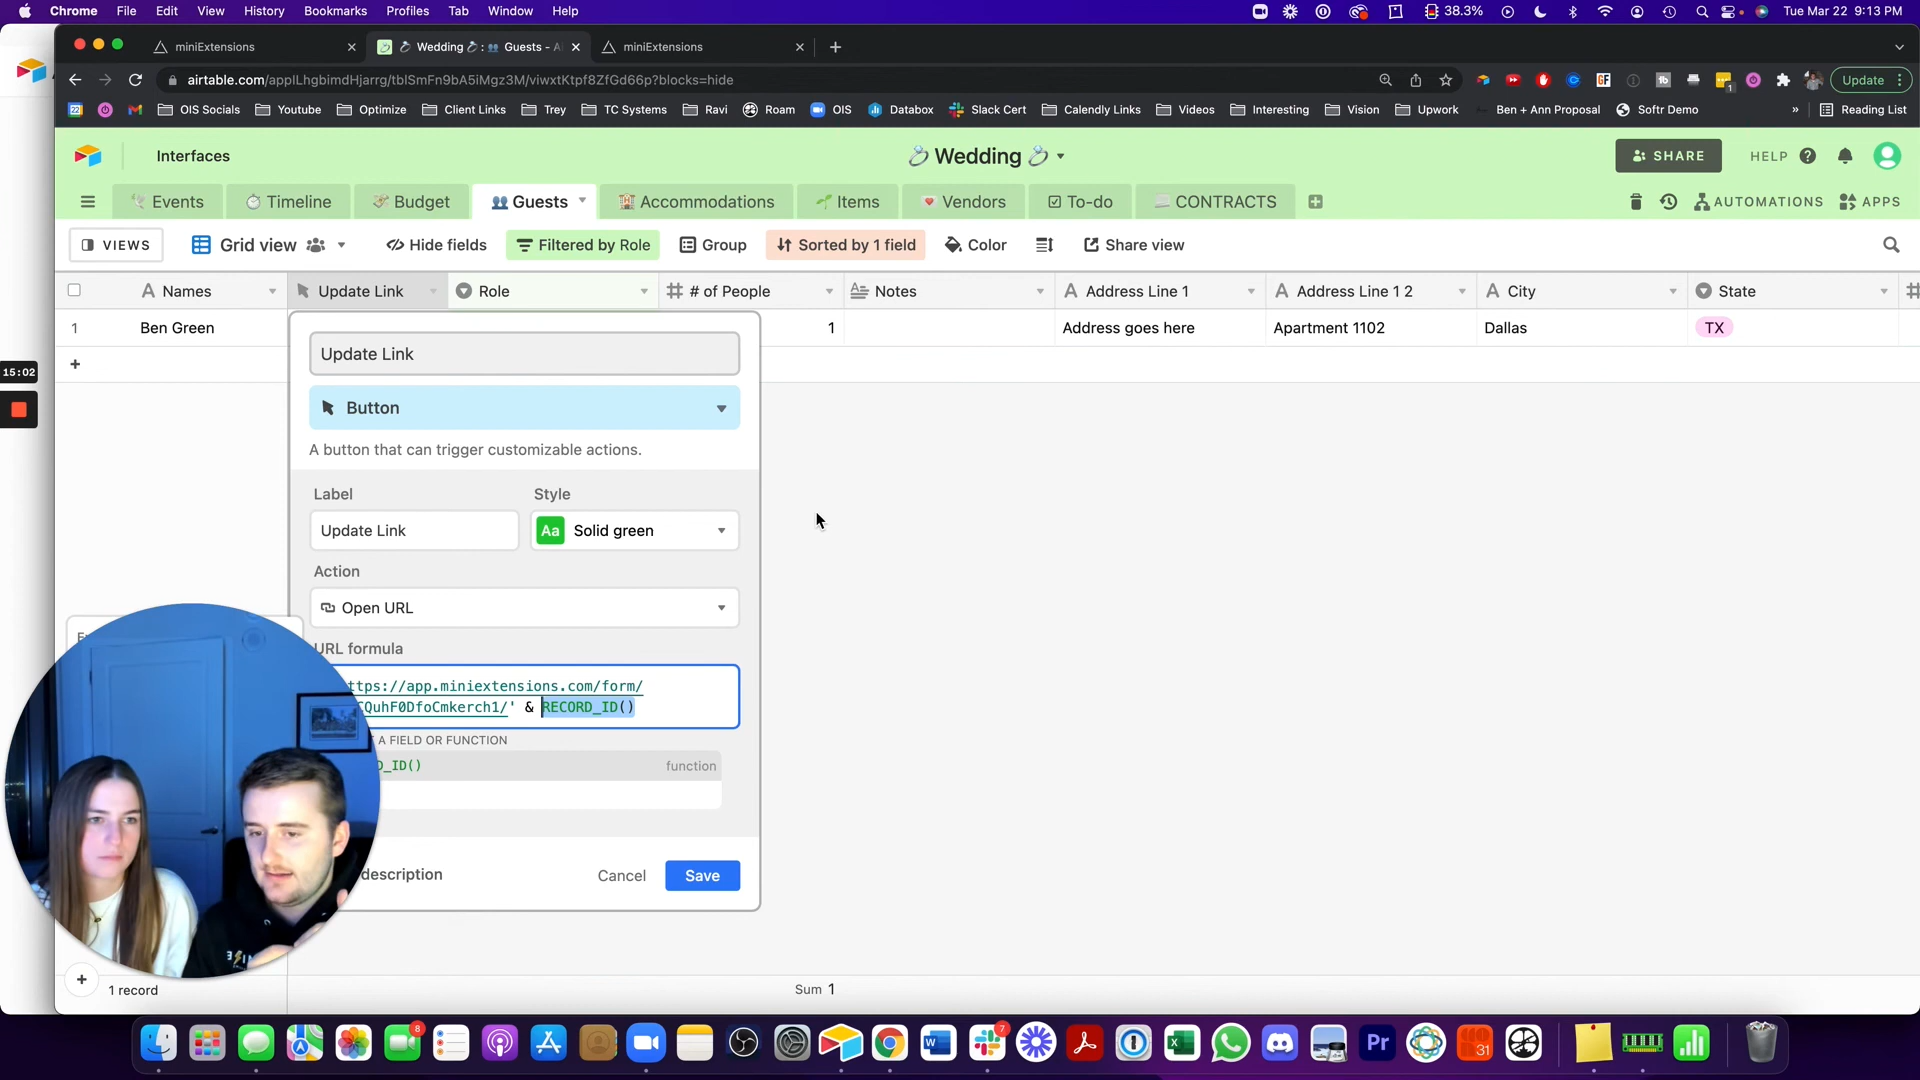 Chrome File Edit View History Bookmarks Profiles Tab Window Help 38.3% Tue Mar 22 9:13 PM
miniExtensions Wedding : Guests - A miniExtensions
airtable.com/appILhgbimdHjarrg/tblSmFn9bA5iMgz3M/viwxtKtpf8ZfGd66p?blocks=hide Update
OIS Socials Youtube Optimize Client Links Trey TC Systems Ravi Roam OIS Databox Slack Cert Calendly Links Videos Interesting Vision Upwork Ben + Ann Proposal Softr Demo » Reading List
Interfaces Wedding SHARE HELP
Events Timeline Budget Guests Accommodations Items Vendors To-do CONTRACTS AUTOMATIONS APPS
VIEWS Grid view Hide fields Filtered by Role Group Sorted by 1 field Color Share view
Names Update Link Role # of People Notes Address Line 1 Address Line 1 2 City State
1 Ben Green 1 Address goes here Apartment 1102 Dallas TX
+
15:02
Update Link
Button
A button that can trigger customizable actions.
Label Style
Update Link Aa Solid green
Action
Open URL
URL formula
ttps://app.miniextensions.com/form/
QuhF0DfoCmkerch1/' & RECORD_ID()
A FIELD OR FUNCTION
D_ID() function
description Cancel Save
+ 1 record Sum 1
8 7 31 Pr